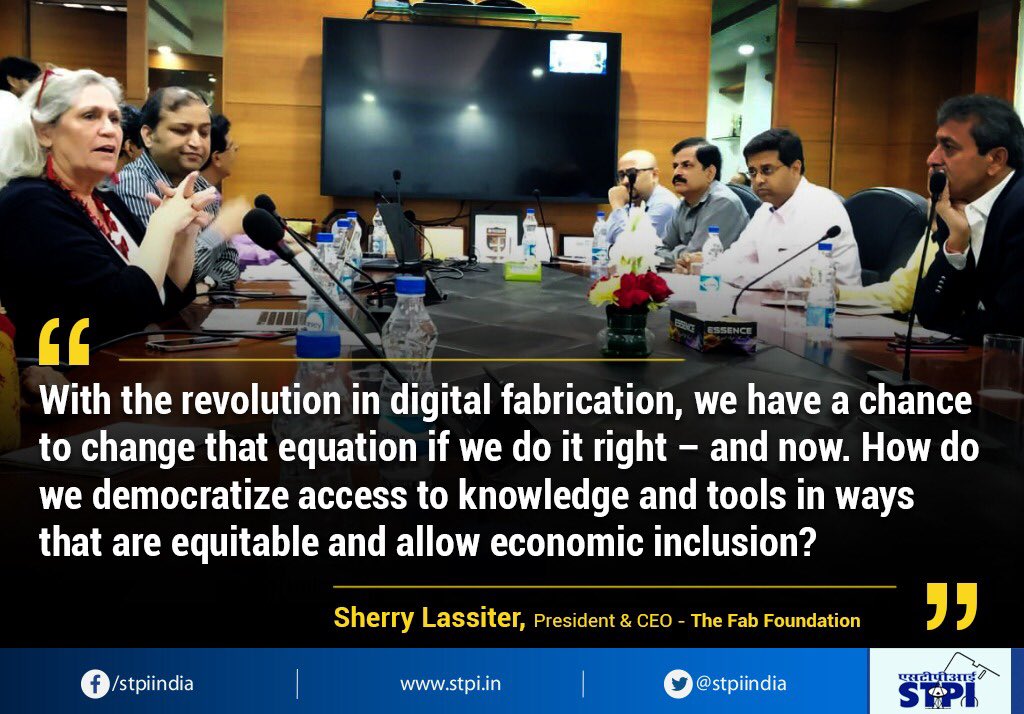 ESSENCE
ESSENCE
“
With the revolution in digital fabrication, we have a chance
to change that equation if we do it right – and now. How do
we democratize access to knowledge and tools in ways
that are equitable and allow economic inclusion?
”
Sherry Lassiter, President & CEO - The Fab Foundation
/stpiindia
www.stpi.in
@stpiindia
एसटीपीआई
STPI